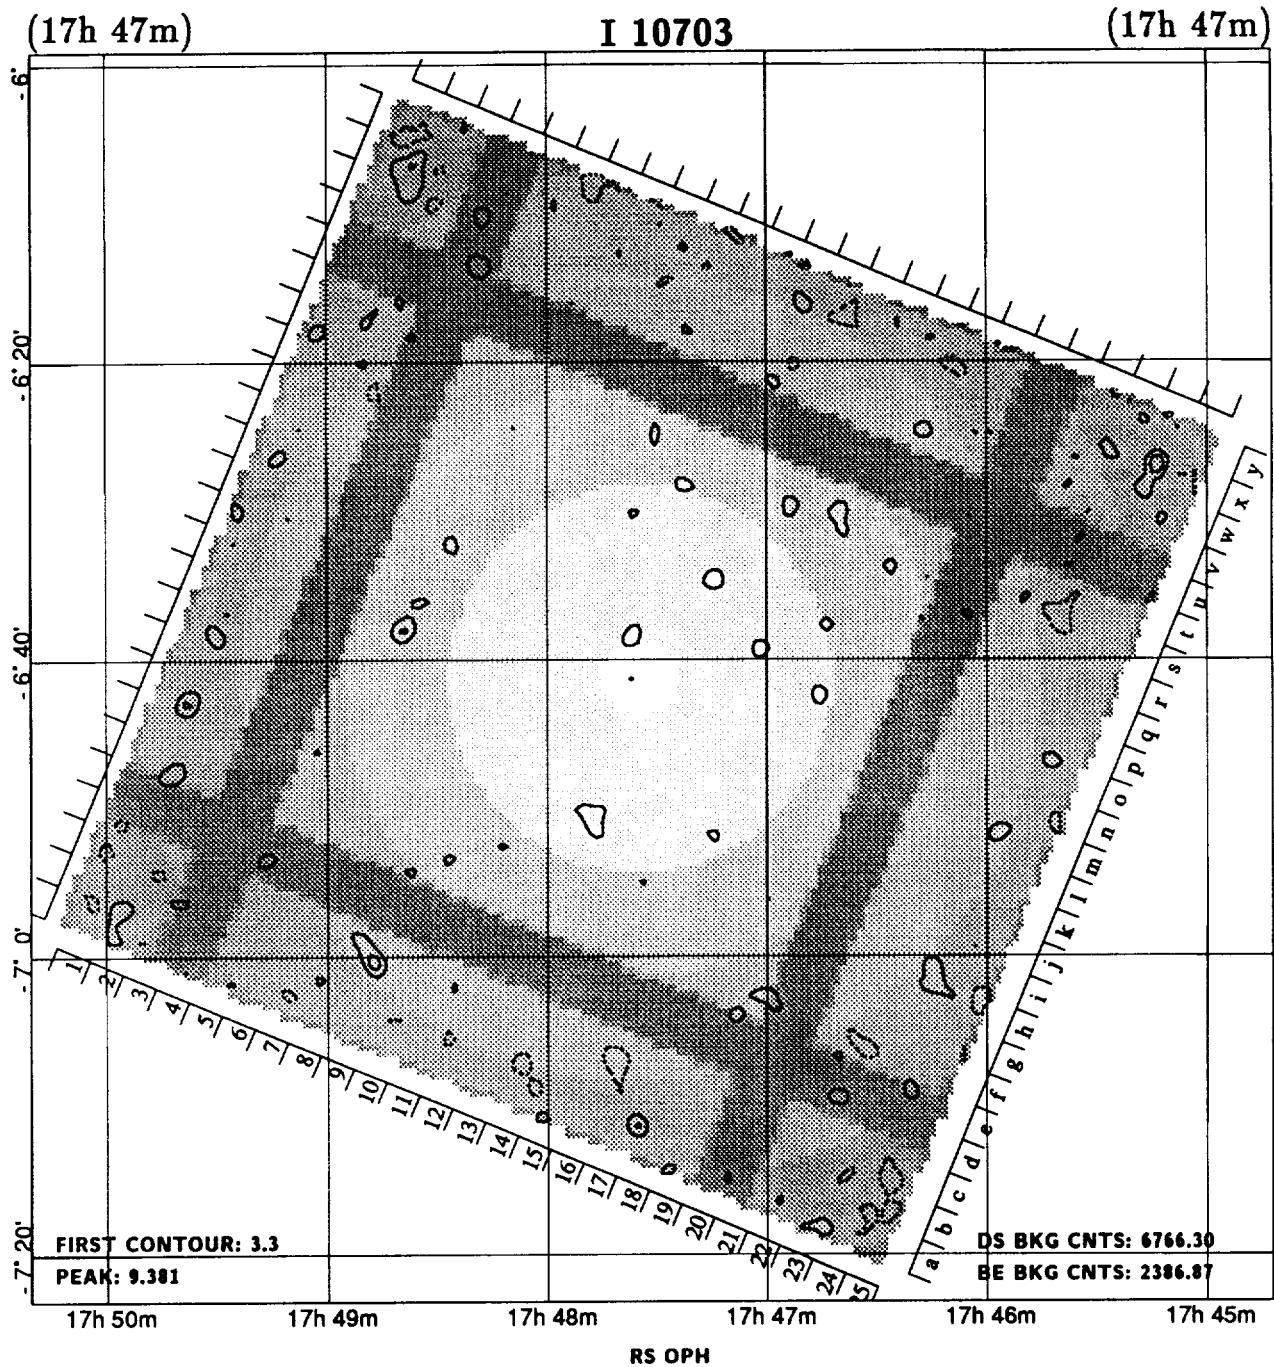 (17h 47m) I 10703 (17h 47m)
-6°
-6° 20'
-6° 40'
-7° 0'
-7° 20'
a b c d e f g h i j k l m n o p q r s t u v w x y
1 2 3 4 5 6 7 8 9 10 11 12 13 14 15 16 17 18 19 20 21 22 23 24 25
FIRST CONTOUR: 3.3 DS BKG CNTS: 6766.30
PEAK: 9.381 BE BKG CNTS: 2386.87
17h 50m 17h 49m 17h 48m 17h 47m 17h 46m 17h 45m
RS OPH